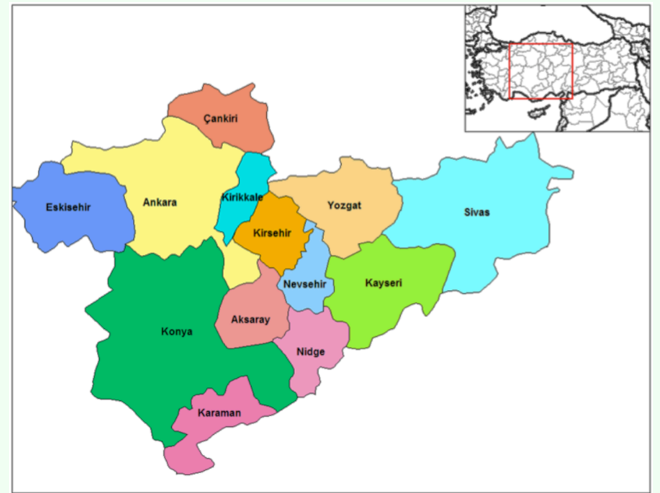 Çankiri
Eskisehir
Ankara
Kirikkale
Yozgat
Sivas
Kirsehir
Nevsehir
Kayseri
Konya
Aksaray
Nidge
Karaman